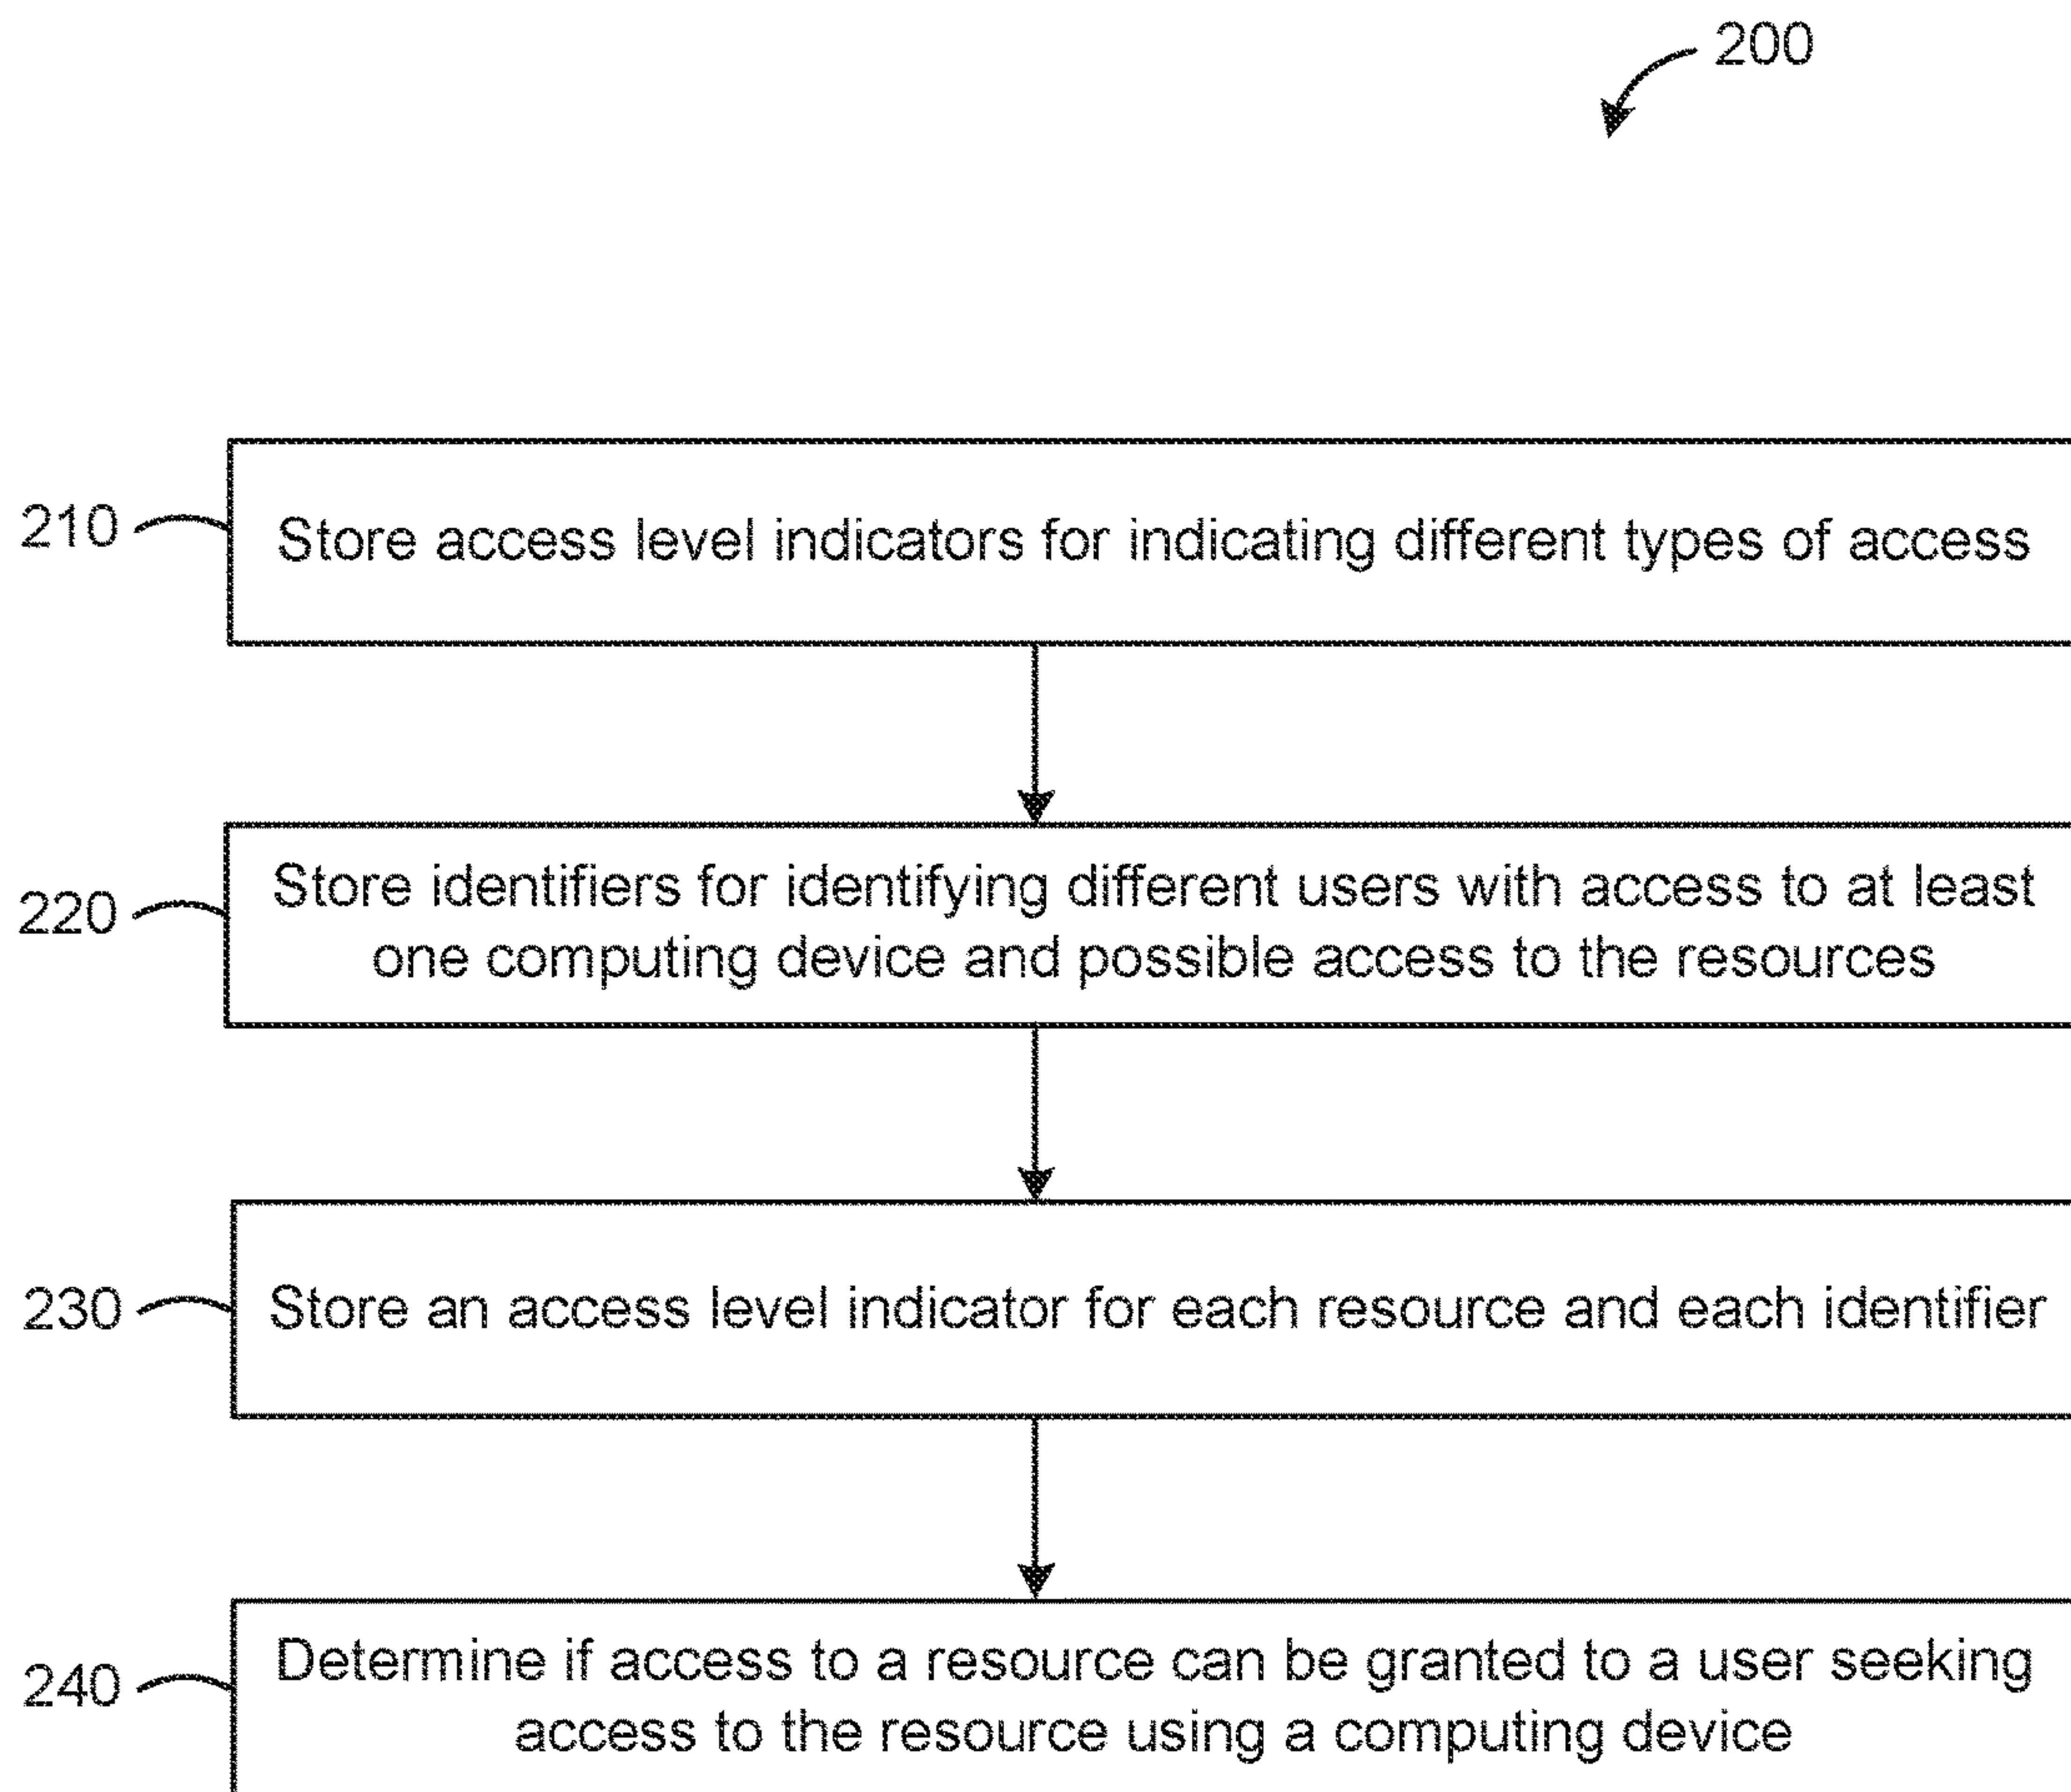 200
210
Store access level indicators for indicating different types of access
220
Store identifiers for identifying different users with access to at least
one computing device and possible access to the resources
230
Store an access level indicator for each resource and each identifier
240
Determine if access to a resource can be granted to a user seeking
access to the resource using a computing device